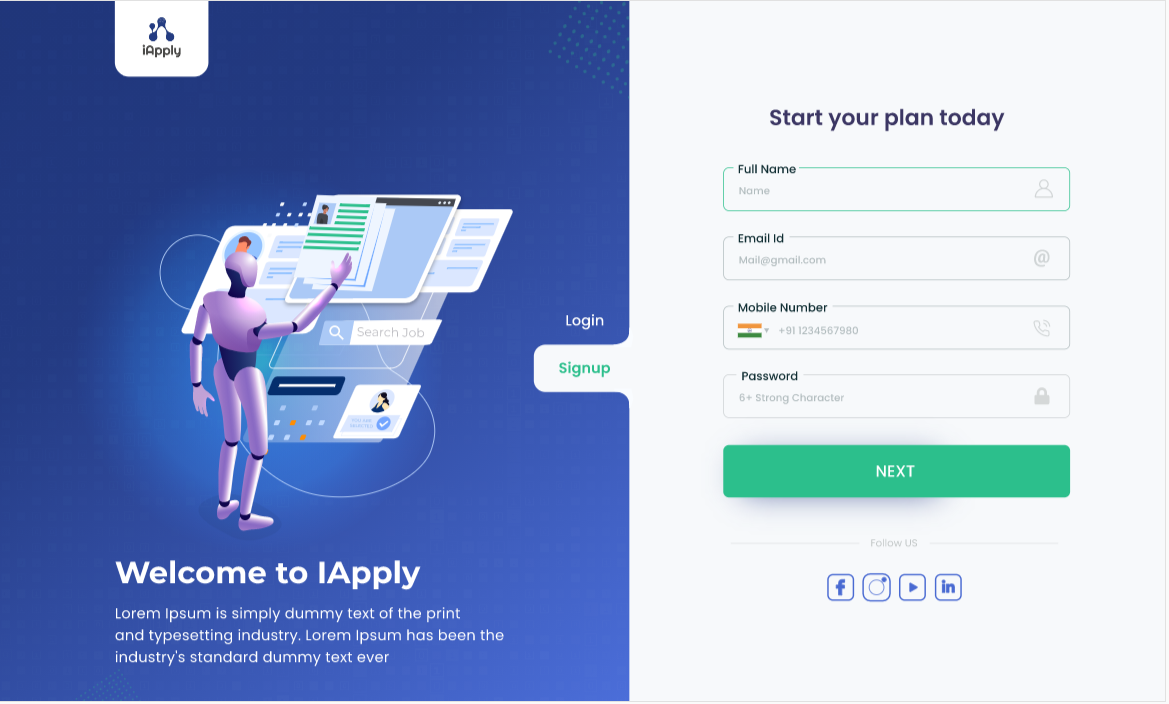 iApply
Search Job
Login
Signup
Welcome to IApply
Lorem Ipsum is simply dummy text of the print
and typesetting industry. Lorem Ipsum has been the
industry's standard dummy text ever
Start your plan today
Full Name
Name
Email Id
Mail@gmail.com
@
Mobile Number
+91 1234567980
Password
6+ Strong Character
NEXT
Follow US